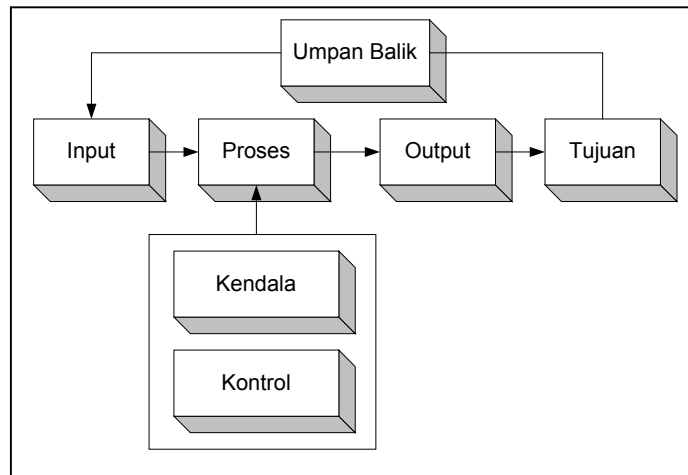 Umpan Balik
Input
Proses
Output
Tujuan
Kendala
Kontrol